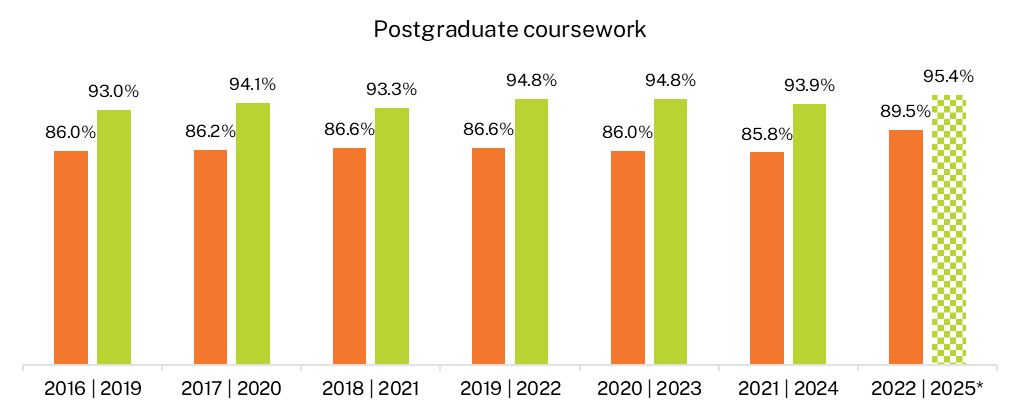 Postgraduate coursework
86.0% 93.0% 86.2% 94.1% 86.6% 93.3% 86.6% 94.8% 86.0% 94.8% 85.8% 93.9% 89.5% 95.4%
2016 | 2019 2017 | 2020 2018 | 2021 2019 | 2022 2020 | 2023 2021 | 2024 2022 | 2025*